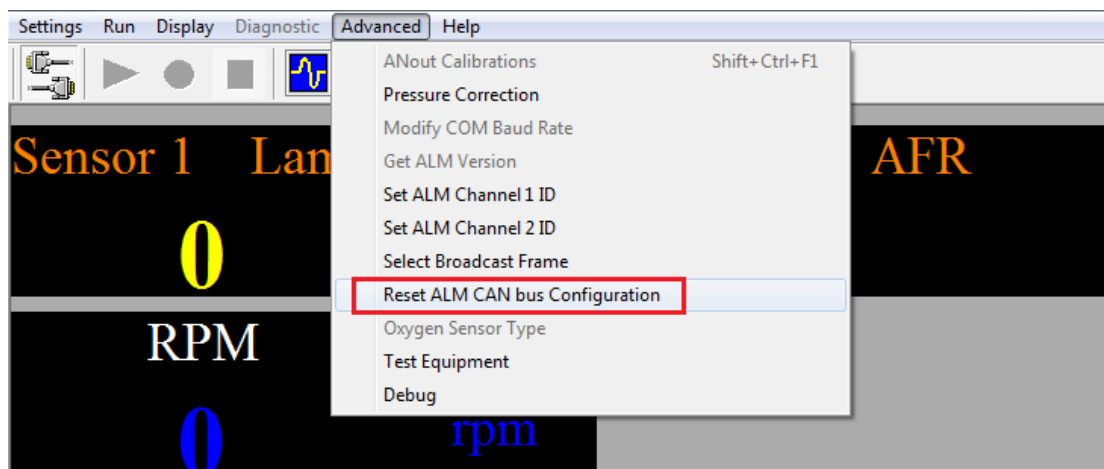 Settings Run Display Diagnostic Advanced Help
ANout Calibrations Shift+Ctrl+F1
Pressure Correction
Modify COM Baud Rate
Get ALM Version
Set ALM Channel 1 ID
Set ALM Channel 2 ID
Select Broadcast Frame
Reset ALM CAN bus Configuration
Oxygen Sensor Type
Test Equipment
Debug
Sensor 1 Lam
AFR
0
RPM
0 rpm